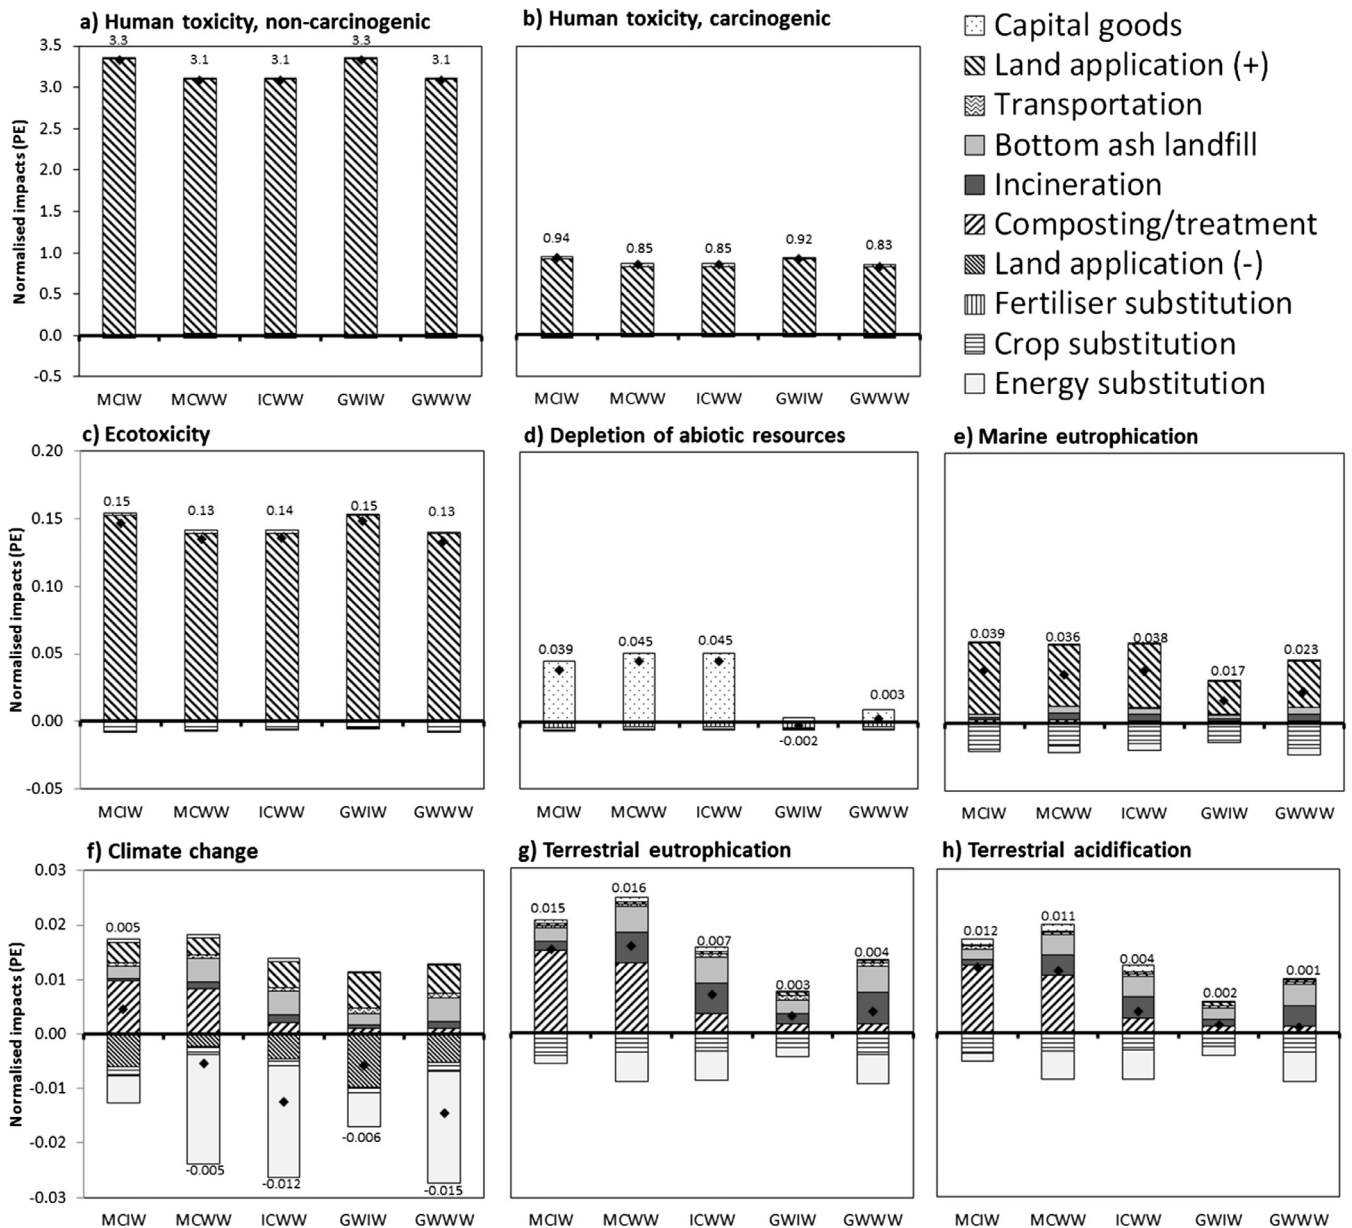 a) Human toxicity, non-carcinogenic
Normalised impacts (PE)
3.5
3.0
2.5
2.0
1.5
1.0
0.5
0.0
-0.5
3.3
3.1
3.1
3.3
3.1
MCIW MCWW ICWW GWIW GWWW
b) Human toxicity, carcinogenic
0.94
0.85
0.85
0.92
0.83
MCIW MCWW ICWW GWIW GWWW
Capital goods
Land application (+)
Transportation
Bottom ash landfill
Incineration
Composting/treatment
Land application (-)
Fertiliser substitution
Crop substitution
Energy substitution
c) Ecotoxicity
Normalised impacts (PE)
0.20
0.15
0.10
0.05
0.00
-0.05
0.15
0.13
0.14
0.15
0.13
MCIW MCWW ICWW GWIW GWWW
d) Depletion of abiotic resources
0.039
0.045
0.045
-0.002
0.003
MCIW MCWW ICWW GWIW GWWW
e) Marine eutrophication
0.039
0.036
0.038
0.017
0.023
MCIW MCWW ICWW GWIW GWWW
f) Climate change
Normalised impacts (PE)
0.03
0.02
0.01
0.00
-0.01
-0.02
-0.03
0.005
-0.005
-0.012
-0.006
-0.015
MCIW MCWW ICWW GWIW GWWW
g) Terrestrial eutrophication
0.015
0.016
0.007
0.003
0.004
MCIW MCWW ICWW GWIW GWWW
h) Terrestrial acidification
0.012
0.011
0.004
0.002
0.001
MCIW MCWW ICWW GWIW GWWW